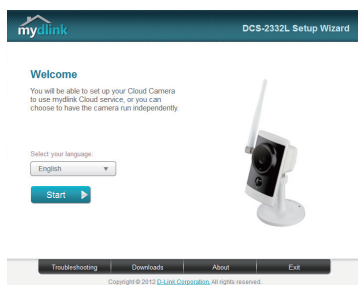 mydlink
DCS-2332L Setup Wizard
Welcome
You will be able to set up your Cloud Camera
to use mydlink Cloud service, or you can
choose to have the camera run independently.
Select your language:
English
Start
Troubleshooting Downloads About Exit
Copyright © 2012 D-Link Corporation. All rights reserved.